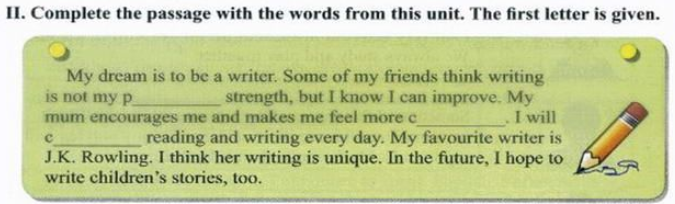 II. Complete the passage with the words from this unit. The first letter is given.
My dream is to be a writer. Some of my friends think writing
is not my p__________ strength, but I know I can improve. My
mum encourages me and makes me feel more c__________. I will
c__________ reading and writing every day. My favourite writer is
J.K. Rowling. I think her writing is unique. In the future, I hope to
write children's stories, too.